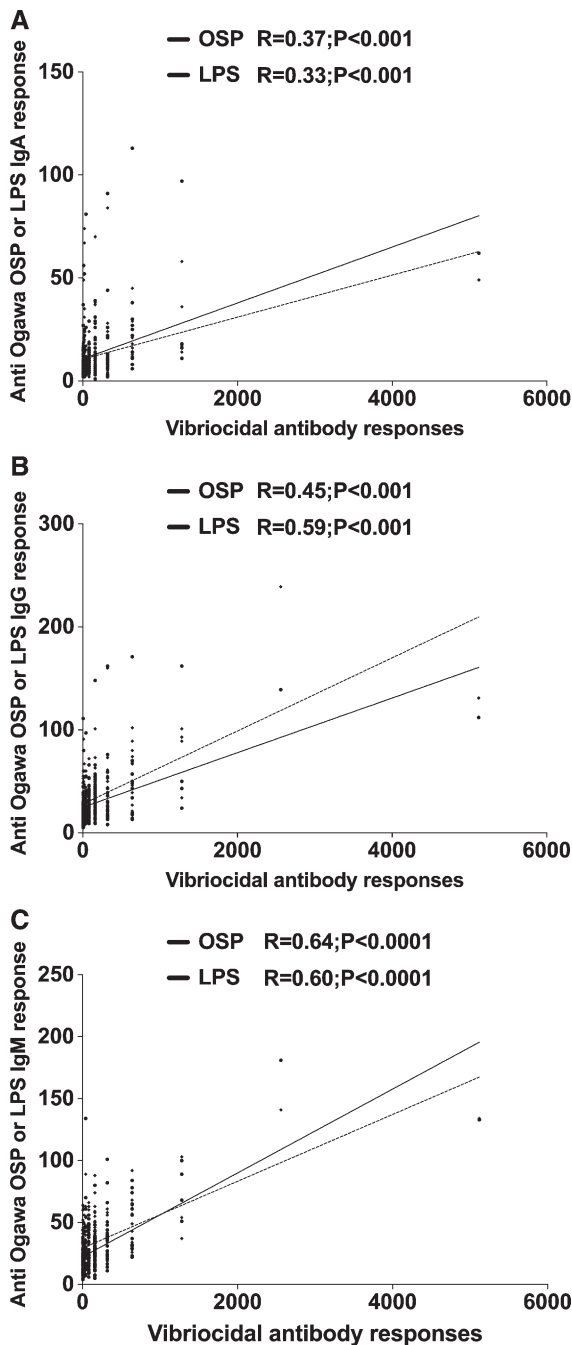 A
OSP R=0.37;P<0.001
LPS R=0.33;P<0.001
Anti Ogawa OSP or LPS IgA response
150
100
50
0
0 2000 4000 6000
Vibriocidal antibody responses
B
OSP R=0.45;P<0.001
LPS R=0.59;P<0.001
Anti Ogawa OSP or LPS IgG response
300
200
100
0
0 2000 4000 6000
Vibriocidal antibody responses
C
OSP R=0.64;P<0.0001
LPS R=0.60;P<0.0001
Anti Ogawa OSP or LPS IgM response
250
200
150
100
50
0
0 2000 4000 6000
Vibriocidal antibody responses